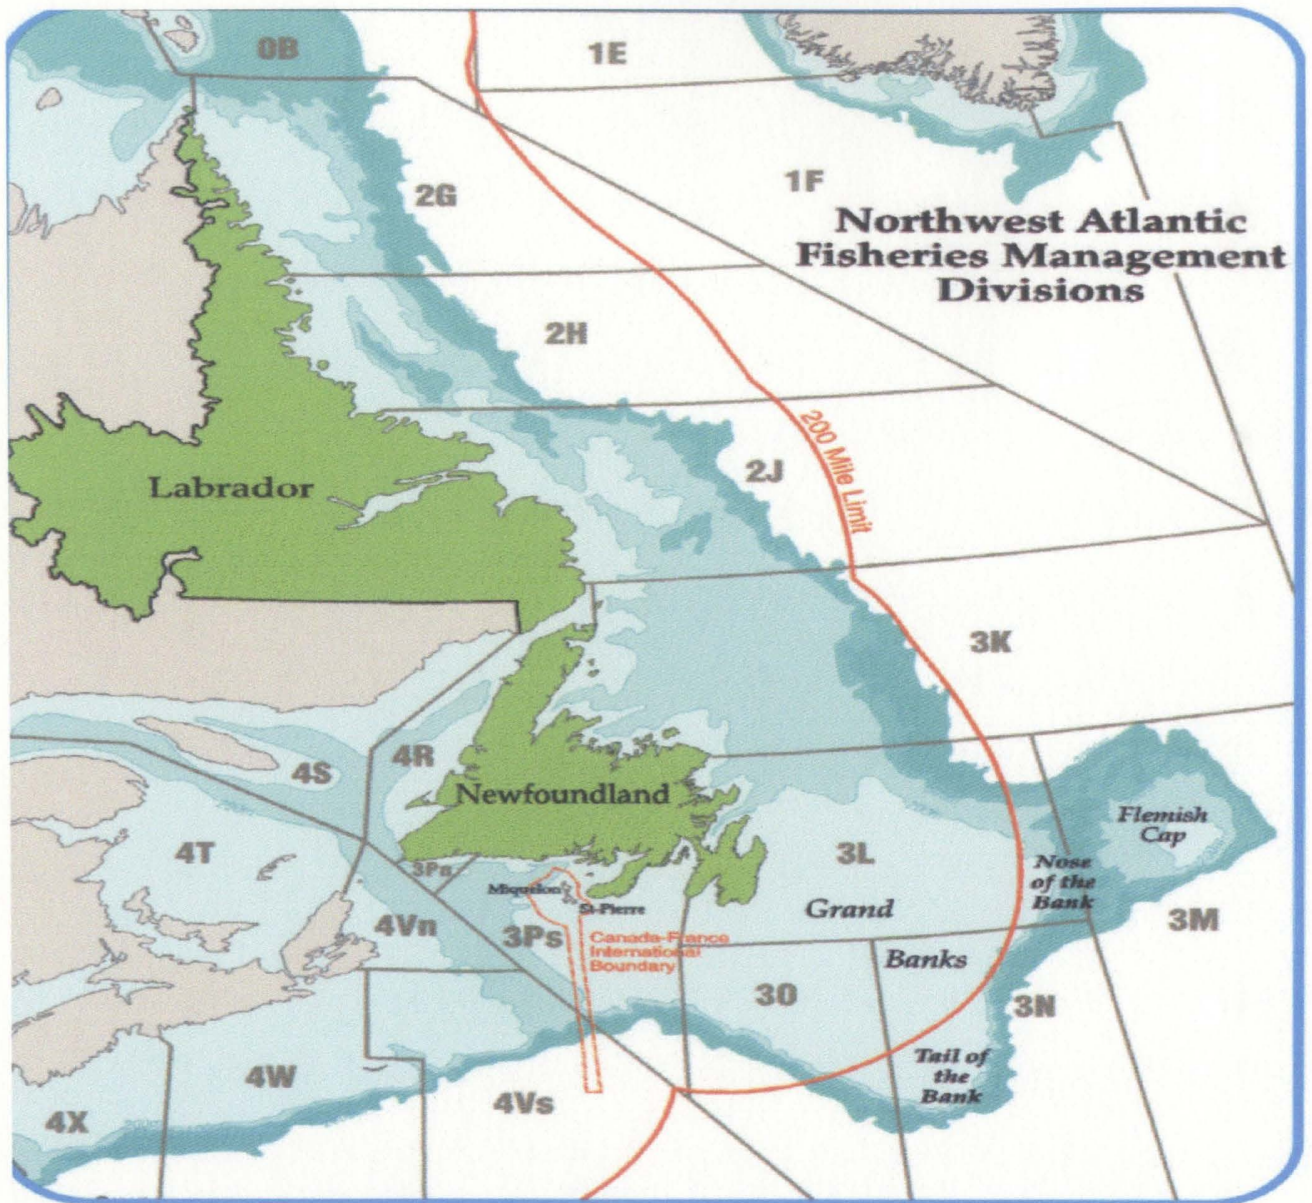 0B
1E
2G
1F
Northwest Atlantic
Fisheries Management
Divisions
2H
200 Mile Limit
2J
Labrador
3K
4R
4S
Newfoundland
Flemish
Cap
4T
3Pn
3L
Nose
of the
Bank
Miquelon
St-Pierre
Grand
3M
4Vn
3Ps
Canada-France
International
Boundary
Banks
3O
3N
4W
Tail of
the
Bank
4Vs
4X